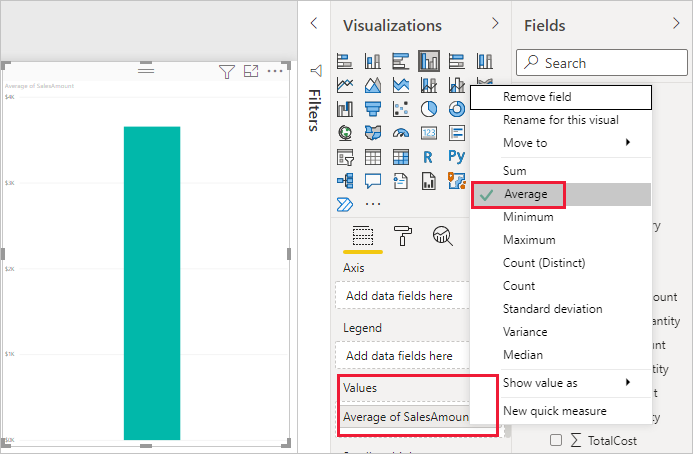 Average of SalesAmount
$4K
$3K
$2K
$1K
$0K
Filters
Visualizations
123
R
Py
Axis
Add data fields here
Legend
Add data fields here
Values
Average of SalesAmoun
Fields
Search
Remove field
Rename for this visual
Move to
Sum
Average
Minimum
Maximum
Count (Distinct)
Count
Standard deviation
Variance
Median
Show value as
New quick measure
ry
ount
antity
unt
tity
t
ty
TotalCost